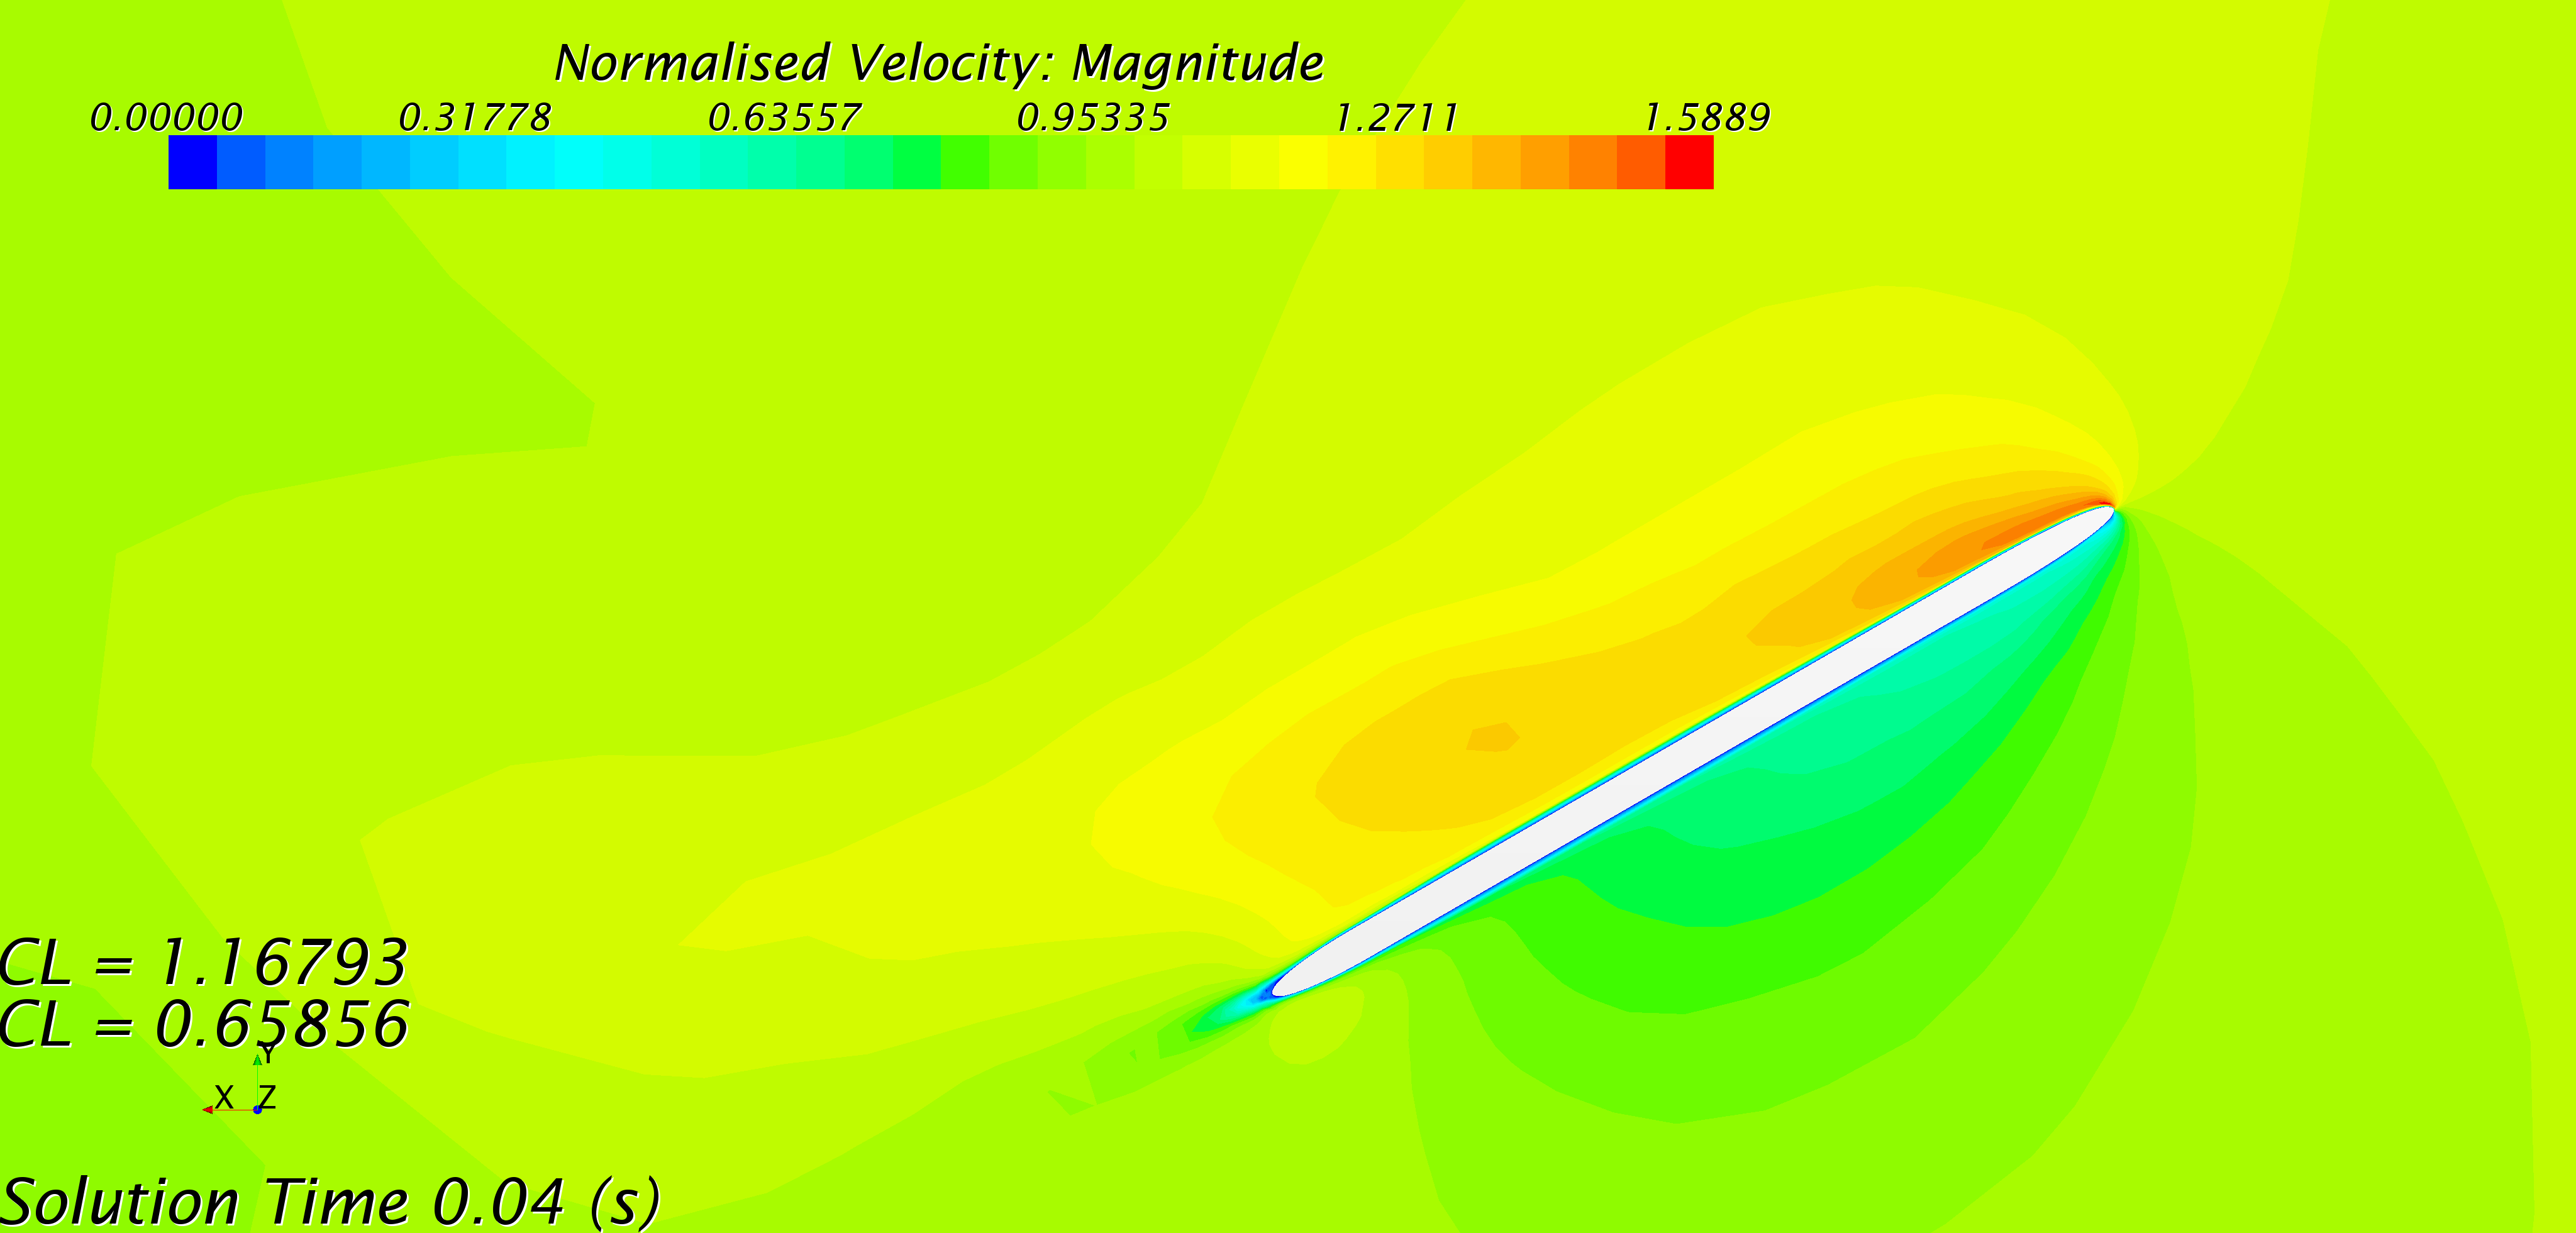 Normalised Velocity: Magnitude
0.00000 0.31778 0.63557 0.95335 1.2711 1.5889
CL = 1.16793
CL = 0.65856
Y
X Z
Solution Time 0.04 (s)